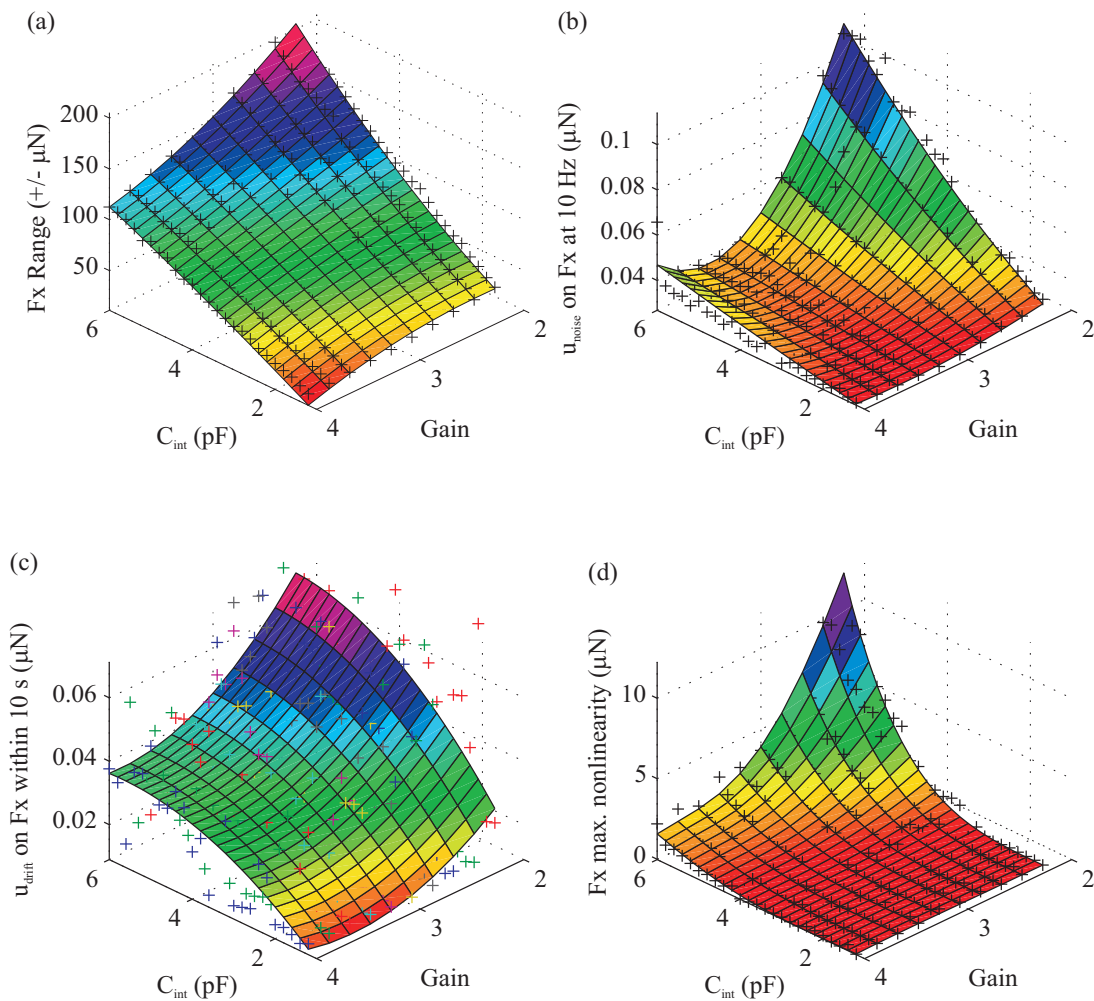 (a)
Fx Range (+/- μN)
200
150
100
50
6
4
2
C_int (pF)
4
3
2
Gain
(b)
u_noise on Fx at 10 Hz (μN)
0.1
0.08
0.06
0.04
6
4
2
C_int (pF)
4
3
2
Gain
(c)
u_drift on Fx within 10 s (μN)
0.06
0.04
0.02
6
4
2
C_int (pF)
4
3
2
Gain
(d)
Fx max. nonlinearity (μN)
10
5
0
6
4
2
C_int (pF)
4
3
2
Gain